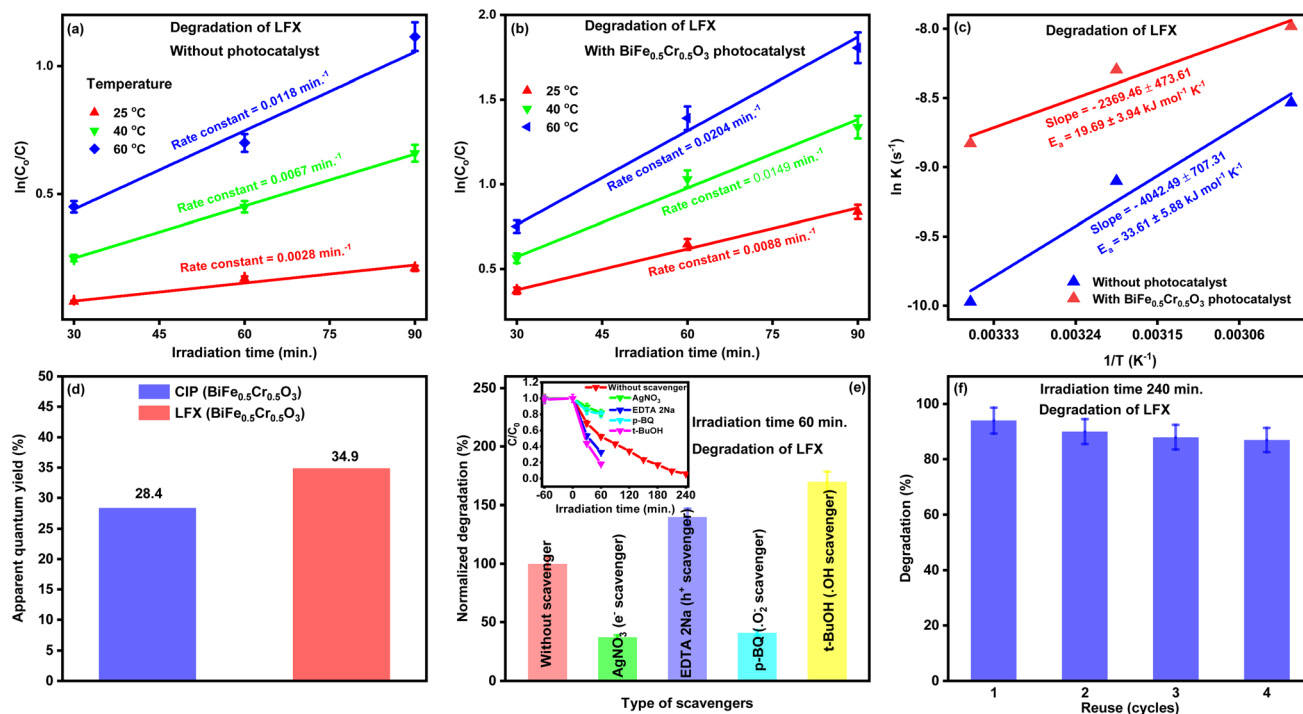 (a)
Degradation of LFX
Without photocatalyst
Temperature
25 °C
40 °C
60 °C
Rate constant = 0.0118 min.⁻¹
Rate constant = 0.0067 min.⁻¹
Rate constant = 0.0028 min.⁻¹
ln(C₀/C)
1.0
0.5
30 45 60 75 90
Irradiation time (min.)
(b)
Degradation of LFX
With BiFe₀.₅Cr₀.₅O₃ photocatalyst
25 °C
40 °C
60 °C
Rate constant = 0.0204 min.⁻¹
Rate constant = 0.0149 min.⁻¹
Rate constant = 0.0088 min.⁻¹
ln(C₀/C)
2.0
1.5
1.0
0.5
30 45 60 75 90
Irradiation time (min.)
(c)
Degradation of LFX
Slope = - 2369.46 ± 473.61
Eₐ = 19.69 ± 3.94 kJ mol⁻¹ K⁻¹
Slope = - 4042.49 ± 707.31
Eₐ = 33.61 ± 5.88 kJ mol⁻¹ K⁻¹
Without photocatalyst
With BiFe₀.₅Cr₀.₅O₃ photocatalyst
ln K (s⁻¹)
-8.0
-8.5
-9.0
-9.5
-10.0
0.00333 0.00324 0.00315 0.00306
1/T (K⁻¹)
(d)
CIP (BiFe₀.₅Cr₀.₅O₃)
LFX (BiFe₀.₅Cr₀.₅O₃)
28.4
34.9
Apparent quantum yield (%)
50
45
40
35
30
25
20
15
10
5
0
(e)
Without scavenger
AgNO₃
EDTA 2Na
p-BQ
t-BuOH
C/C₀
1.2
1.0
0.8
0.6
0.4
0.2
0.0
-60 0 60 120 180 240
Irradiation time (min.)
Irradiation time 60 min.
Degradation of LFX
Normalized degradation (%)
250
200
150
100
50
0
Without scavenger
AgNO₃ (e⁻ scavenger)
EDTA 2Na (h⁺ scavenger)
p-BQ (.O₂⁻ scavenger)
t-BuOH (.OH scavenger)
Type of scavengers
(f)
Irradiation time 240 min.
Degradation of LFX
Degradation (%)
100
80
60
40
20
0
1 2 3 4
Reuse (cycles)